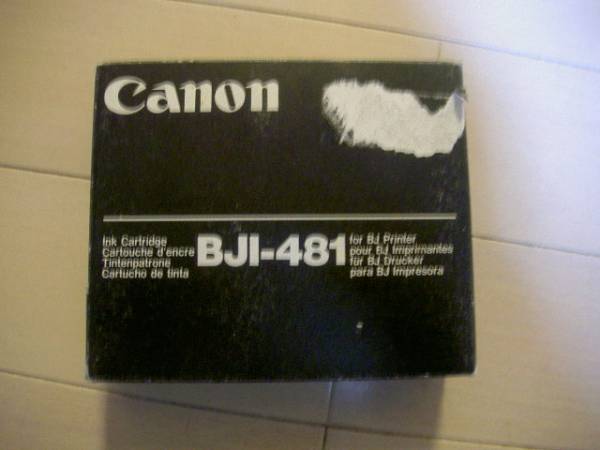 Canon
Ink Cartridge
Cartouche d'encre
Tintenpatrone
Cartucho de tinta
BJI-481
for BJ Printer
pour BJ Imprimantes
für BJ Drucker
para BJ Impresora